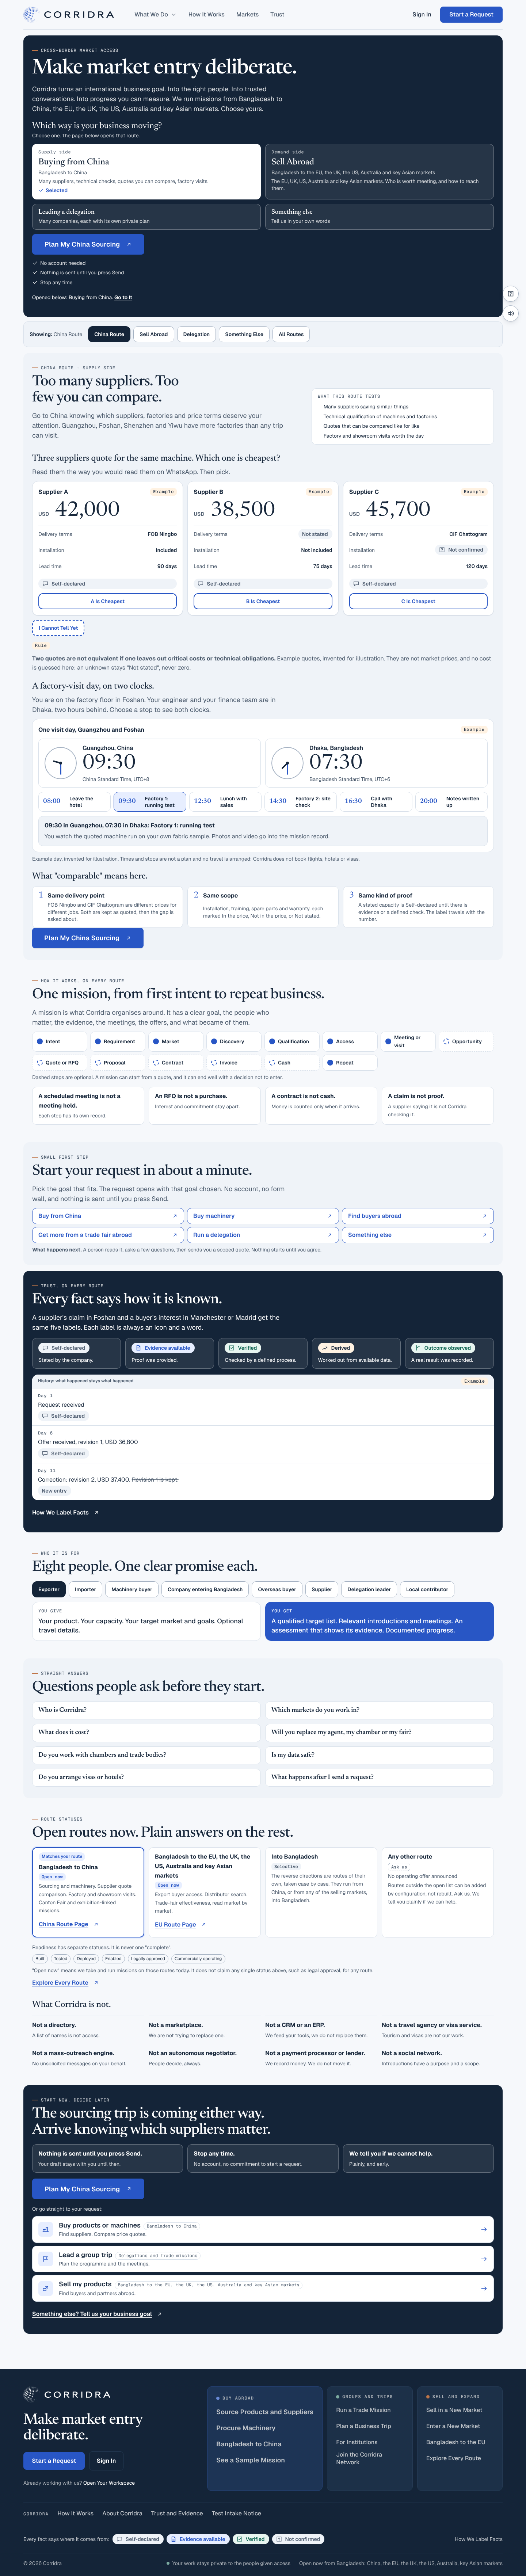 CORRIDRA
What We Do
How It Works
Markets
Trust
Sign In
Start a Request
CROSS-BORDER MARKET ACCESS
Make market entry deliberate.
Corridra turns an international business goal. Into the right people. Into trusted
conversations. Into progress you can measure. We run missions from Bangladesh to
China, the EU, the UK, the US, Australia and key Asian markets. Choose yours.
Which way is your business moving?
Choose one. The page below opens that route.
Supply side
Buying from China
Bangladesh to China
Many suppliers, technical checks, quotes you can compare, factory visits.
Selected
Demand side
Sell Abroad
Bangladesh to the EU, the UK, the US, Australia and key Asian markets
The EU, UK, US, Australia and key Asian markets. Who is worth meeting, and how to reach
them.
Leading a delegation
Many companies, each with its own private plan
Something else
Tell us in your own words
Plan My China Sourcing
No account needed
Nothing is sent until you press Send
Stop any time
Opened below: Buying from China. Go to it
Showing: China Route
China Route
Sell Abroad
Delegation
Something Else
All Routes
CHINA ROUTE · SUPPLY SIDE
Too many suppliers. Too
few you can compare.
Go to China knowing which suppliers, factories and price terms deserve your
attention. Guangzhou, Foshan, Shenzhen and Yiwu have more factories than any trip
can visit.
WHAT THIS ROUTE TESTS
Many suppliers saying similar things
Technical qualification of machines and factories
Quotes that can be compared like for like
Factory and showroom visits worth the day
Three suppliers quote for the same machine. Which one is cheapest?
Read them the way you would read them on WhatsApp. Then pick.
Supplier A
Example
USD 42,000
Delivery terms
FOB Ningbo
Installation
Included
Lead time
90 days
Self-declared
A Is Cheapest
Supplier B
Example
USD 38,500
Delivery terms
Not stated
Installation
Not included
Lead time
75 days
Self-declared
B Is Cheapest
Supplier C
Example
USD 45,700
Delivery terms
CIF Chattogram
Installation
Not confirmed
Lead time
120 days
Self-declared
C Is Cheapest
I Cannot Tell Yet
Rule
Two quotes are not equivalent if one leaves out critical costs or technical obligations. Example quotes, invented for illustration. They are not market prices, and no cost
is guessed here: an unknown stays "Not stated", never zero.
A factory-visit day, on two clocks.
You are on the factory floor in Foshan. Your engineer and your finance team are in
Dhaka, two hours behind. Choose a stop to see both clocks.
One visit day, Guangzhou and Foshan
Example
Guangzhou, China
09:30
China Standard Time, UTC+8
Dhaka, Bangladesh
07:30
Bangladesh Standard Time, UTC+6
08:00 Leave the hotel
09:30 Factory 1: running test
12:30 Lunch with sales
14:30 Factory 2: site check
16:30 Call with Dhaka
20:00 Notes written up
09:30 in Guangzhou, 07:30 in Dhaka: Factory 1: running test
You watch the quoted machine run on your own fabric sample. Photos and video go into the mission record.
Example day, invented for illustration. Times and stops are not a plan and no travel is arranged: Corridra does not book flights, hotels or visas.
What "comparable" means here.
1 Same delivery point
FOB Ningbo and CIF Chattogram are different prices for
different jobs. Both are kept as quoted, then the gap is
asked about.
2 Same scope
Installation, training, spare parts and warranty, each
marked in the price, Not in the price, or Not stated.
3 Same kind of proof
A stated capacity is Self-declared until there is
evidence or a defined check. The label travels with the
number.
Plan My China Sourcing
HOW IT WORKS, ON EVERY ROUTE
One mission, from first intent to repeat business.
A mission is what Corridra organises around. It has a clear goal, the people who
matter, the evidence, the meetings, the offers, and what became of them.
Intent
Requirement
Market
Discovery
Qualification
Access
Meeting or visit
Opportunity
Quote or RFQ
Proposal
Contract
Invoice
Cash
Repeat
Dashed steps are optional. A mission can start from a quote, and it can end well with a decision not to enter.
A scheduled meeting is not a
meeting held.
Each step has its own record.
An RFQ is not a purchase.
Interest and commitment stay apart.
A contract is not cash.
Money is counted only when it arrives.
A claim is not proof.
A supplier saying it is not Corridra
checking it.
SMALL FIRST STEP
Start your request in about a minute.
Pick the goal that fits. The request opens with that goal chosen. No account, no form
wall, and nothing is sent until you press Send.
Buy from China
Buy machinery
Find buyers abroad
Get more from a trade fair abroad
Run a delegation
Something else
What happens next. A person reads it, asks a few questions, then sends you a scoped quote. Nothing starts until you agree.
TRUST, ON EVERY ROUTE
Every fact says how it is known.
A supplier's claim in Foshan and a buyer's interest in Manchester or Madrid get the
same five labels. Each label is always an icon and a word.
Self-declared
Stated by the company.
Evidence available
Proof was provided.
Verified
Checked by a defined process.
Derived
Worked out from available data.
Outcome observed
A real result was recorded.
History: what happened stays what happened
Example
Day 1
Request received
Self-declared
Day 6
Offer received, revision 1, USD 36,800
Self-declared
Day 11
Correction: revision 2, USD 37,400. Revision 1 is kept.
New entry
How We Label Facts
WHO IT IS FOR
Eight people. One clear promise each.
Exporter
Importer
Machinery buyer
Company entering Bangladesh
Overseas buyer
Supplier
Delegation leader
Local contributor
YOU GIVE
Your product. Your capacity. Your target market and goals. Optional
travel details.
YOU GET
A qualified target list. Relevant introductions and meetings. An
assessment that shows its evidence. Documented progress.
STRAIGHT ANSWERS
Questions people ask before they start.
Who is Corridra?
Which markets do you work in?
What does it cost?
Will you replace my agent, my chamber or my fair?
Do you work with chambers and trade bodies?
Is my data safe?
Do you arrange visas or hotels?
What happens after I send a request?
ROUTE STATUSES
Open routes now. Plain answers on the rest.
Matches your route
Bangladesh to China
Open now
Sourcing and machinery. Supplier quote
comparison. Factory and showroom visits.
Canton Fair and exhibition-linked
missions.
China Route Page
Bangladesh to the EU, the UK, the
US, Australia and key Asian
markets
Open now
Export buyer access. Distributor search.
Trade-fair effectiveness, read market by
market.
EU Route Page
Into Bangladesh
Selective
The reverse directions are routes of their
own, taken case by case. They run from
China, or from any of the selling markets,
into Bangladesh.
Any other route
Ask us
No operating offer announced
Routes outside the open list can be added
by configuration, not rebuilt. Ask us. We
tell you plainly if we can help.
Readiness has separate statuses. It is never one "complete".
Built
Tested
Deployed
Enabled
Legally approved
Commercially operating
"Open now" means we take and run missions on those routes today. It does not claim any single status above, such as legal approval, for any route.
Explore Every Route
What Corridra is not.
Not a directory.
A list of names is not access.
Not a marketplace.
We are not trying to replace one.
Not a CRM or an ERP.
We feed your tools, we do not replace them.
Not a travel agency or visa service.
Tourism and visas are not our work.
Not a mass-outreach engine.
No unsolicited messages on your behalf.
Not an autonomous negotiator.
People decide, always.
Not a payment processor or lender.
We record money. We do not move it.
Not a social network.
Introductions have a purpose and a scope.
START NOW, DECIDE LATER
The sourcing trip is coming either way.
Arrive knowing which suppliers matter.
Nothing is sent until you press Send.
Your draft stays with you until then.
Stop any time.
No account, no commitment to start a request.
We tell you if we cannot help.
Plainly, and early.
Plan My China Sourcing
Or go straight to your request:
Buy products or machines
Bangladesh to China
Find suppliers. Compare price quotes.
Lead a group trip
Delegations and trade missions
Plan the programme and the meetings.
Sell my products
Bangladesh to the EU, the UK, the US, Australia and key Asian markets
Find buyers and partners abroad.
Something else? Tell us your business goal
CORRIDRA
Make market entry
deliberate.
Start a Request
Sign In
Already working with us? Open Your Workspace
BUY ABROAD
Source Products and Suppliers
Procure Machinery
Bangladesh to China
See a Sample Mission
GROUPS AND TRIPS
Run a Trade Mission
Plan a Business Trip
For Institutions
Join the Corridra
Network
SELL AND EXPAND
Sell in a New Market
Enter a New Market
Bangladesh to the EU
Explore Every Route
CORRIDRA
How It Works
About Corridra
Trust and Evidence
Test Intake Notice
Every fact says where it comes from:
Self-declared
Evidence available
Verified
Not confirmed
How We Label Facts
© 2026 Corridra
Your work stays private to the people given access
Open now from Bangladesh: China, the EU, the UK, the US, Australia, key Asian markets